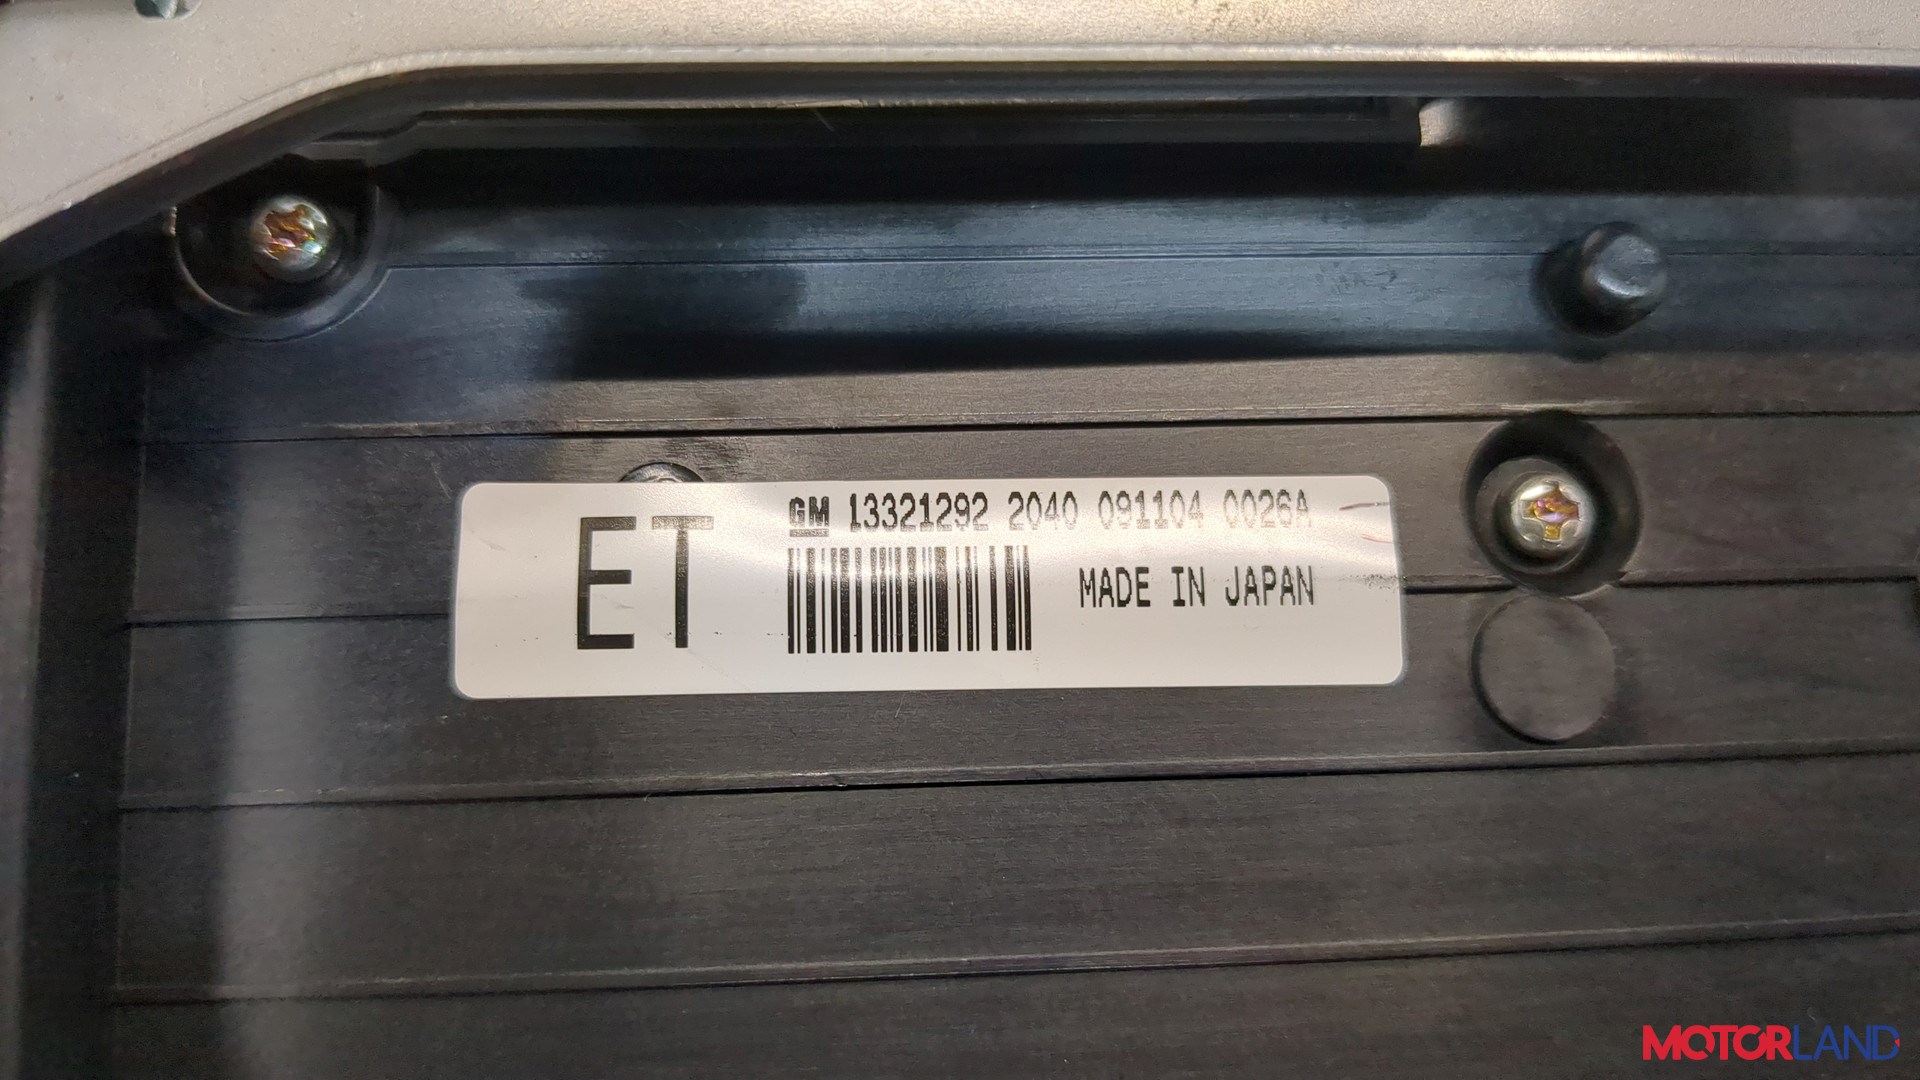 ET
GM 13321292 2040 091104 0026A
MADE IN JAPAN
MOTORLAND